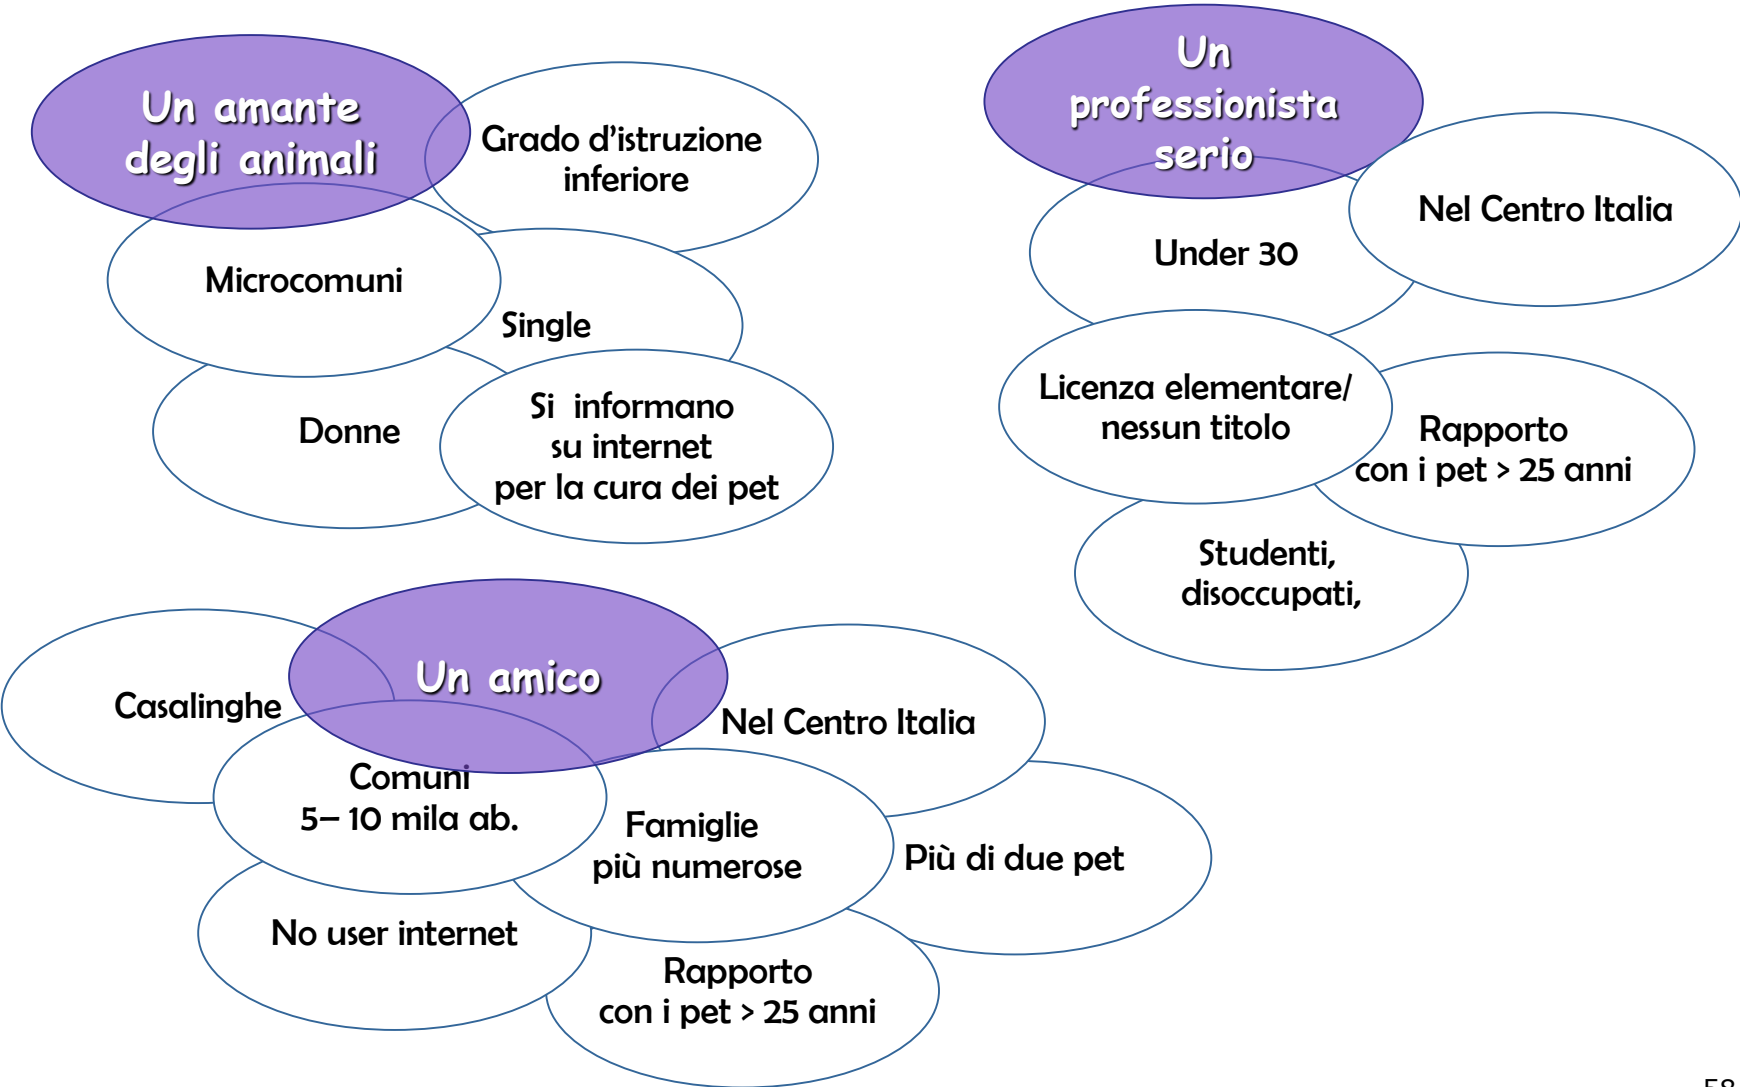 Un amante
degli animali
Grado d'istruzione
inferiore
Microcomuni
Single
Donne
Si informano
su internet
per la cura dei pet
Un
professionista
serio
Nel Centro Italia
Under 30
Licenza elementare/
nessun titolo
Rapporto
con i pet > 25 anni
Studenti,
disoccupati,
Un amico
Casalinghe
Nel Centro Italia
Comuni
5– 10 mila ab.
Famiglie
più numerose
Più di due pet
No user internet
Rapporto
con i pet > 25 anni
58